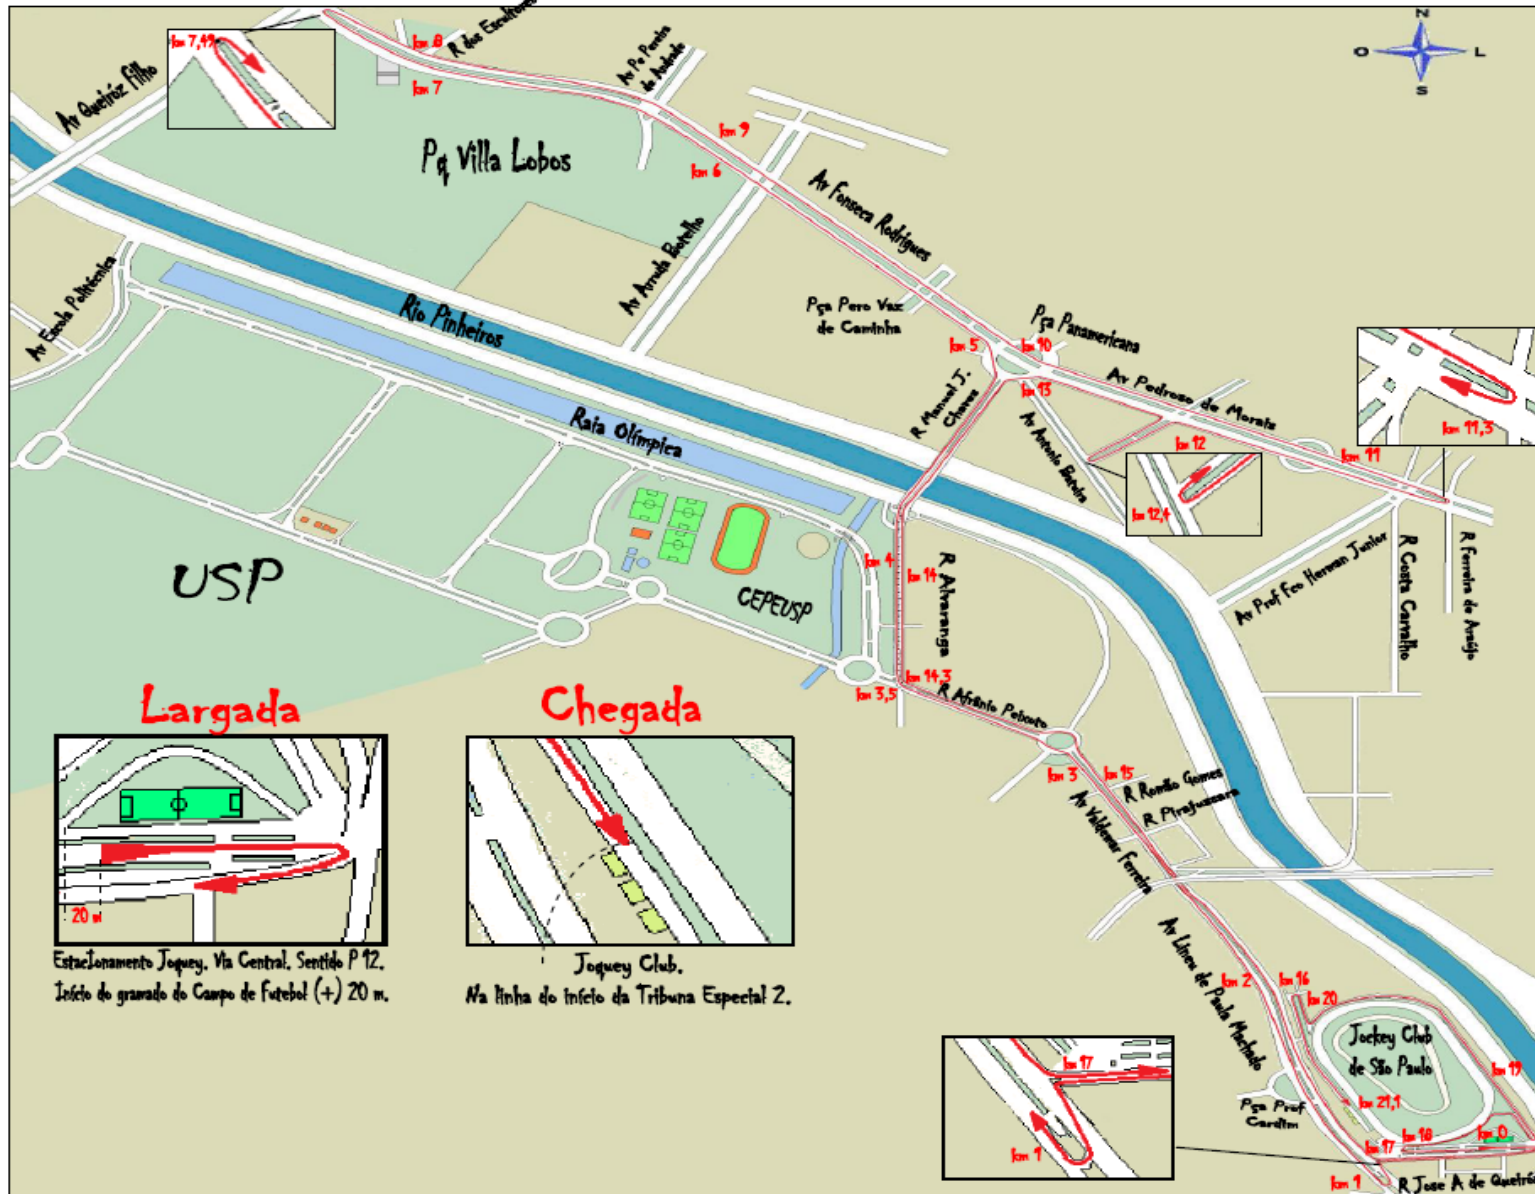 N
O
L
S
km 7,49
km 8
R dos Escultores
km 7
Av Queiróz Filho
Av Pe Pereira
de Andrade
km 9
km 6
Pq Villa Lobos
Av Fonseca Rodrigues
Av Arruda Botelho
Av Escola Politécnica
Rio Pinheiros
Pça Pero Vaz
de Caminha
Pça Panamericana
km 5
km 10
km 13
R Manuel J.
Chaves
Av Pedroso de Morais
km 11,3
km 12
km 11
km 12,4
Raia Olímpica
Av Prof Fco Herman Junior
R Costa Carvalho
R Ferreira de Araújo
USP
CEPEUSP
km 4
km 14
R Alvarenga
km 3,5
km 14,3
R Afrânio Peixoto
Largada
Chegada
km 3
km 15
R Romão Gomes
R Pirajussara
Av Valdemar Ferreira
20 m
Estacionamento Joquey. Via Central. Sentido P 12.
Início do gramado do Campo de Futebol (+) 20 m.
Joquey Club.
Na linha do início da Tribuna Especial 2.
Av Lineu de Paula Machado
km 2
km 16
km 20
Jockey Club
de São Paulo
km 19
km 21,1
Pça Prof
Cardim
km 17
km 1
km 17
km 18
km 0
km 1
R Jose A de Queiróz